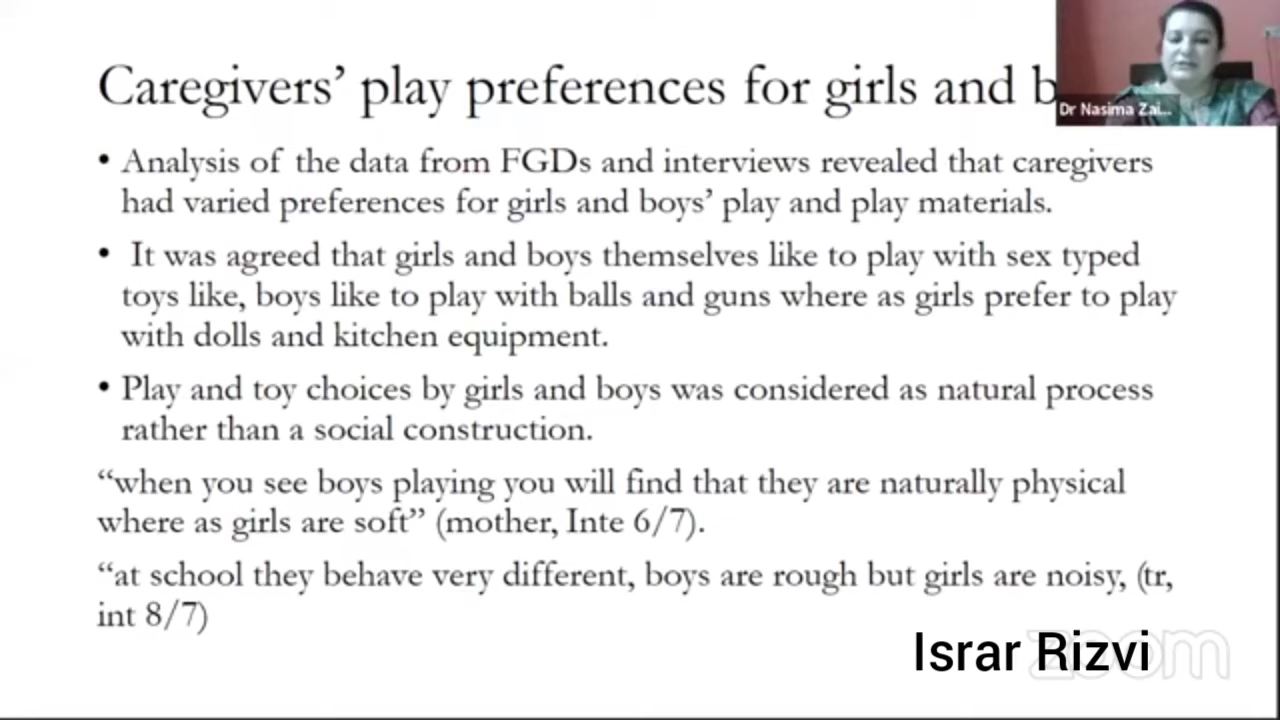 Caregivers’ play preferences for girls and b
Dr Nasima Zai...
• Analysis of the data from FGDs and interviews revealed that caregivers
had varied preferences for girls and boys’ play and play materials.
• It was agreed that girls and boys themselves like to play with sex typed
toys like, boys like to play with balls and guns where as girls prefer to play
with dolls and kitchen equipment.
• Play and toy choices by girls and boys was considered as natural process
rather than a social construction.
“when you see boys playing you will find that they are naturally physical
where as girls are soft” (mother, Inte 6/7).
“at school they behave very different, boys are rough but girls are noisy, (tr,
int 8/7)
Israr Rizvi
zoom